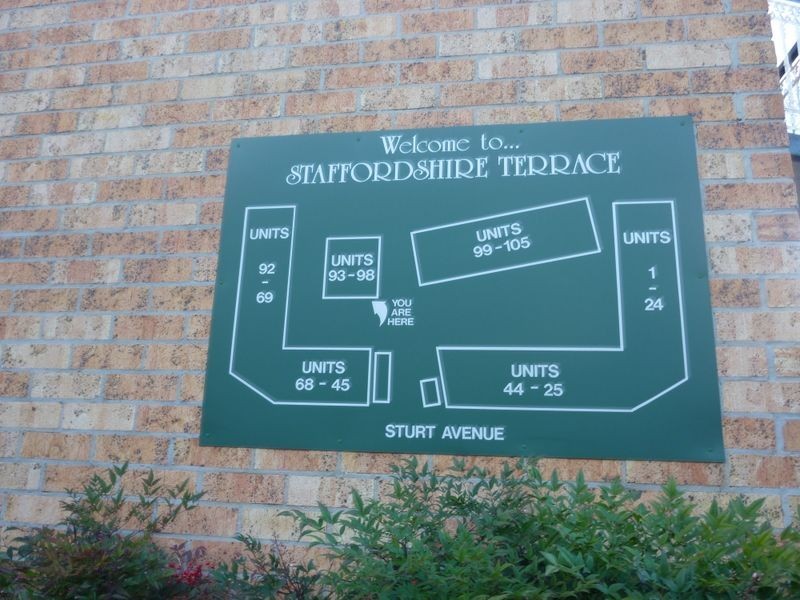 Welcome to...
STAFFORDSHIRE TERRACE
UNITS
92
-
69
UNITS
93-98
UNITS
99-105
UNITS
1
-
24
YOU
ARE
HERE
UNITS
68 - 45
UNITS
44 - 25
STURT AVENUE